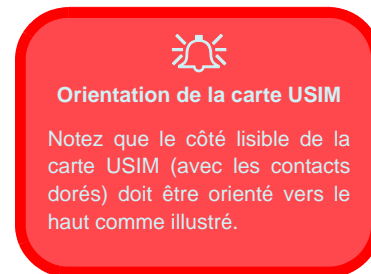 Orientation de la carte USIM
Notez que le côté lisible de la
carte USIM (avec les contacts
dorés) doit être orienté vers le
haut comme illustré.